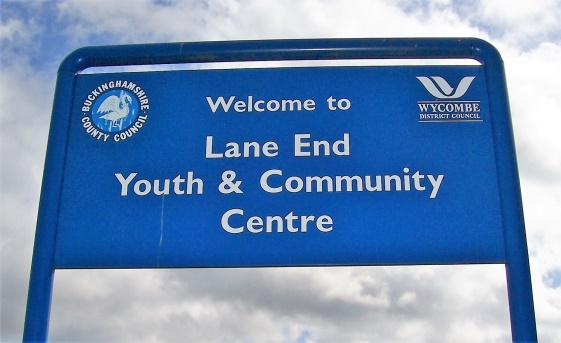 BUCKINGHAMSHIRE
COUNTY COUNCIL
WYCOMBE
DISTRICT COUNCIL
Welcome to
Lane End
Youth & Community
Centre